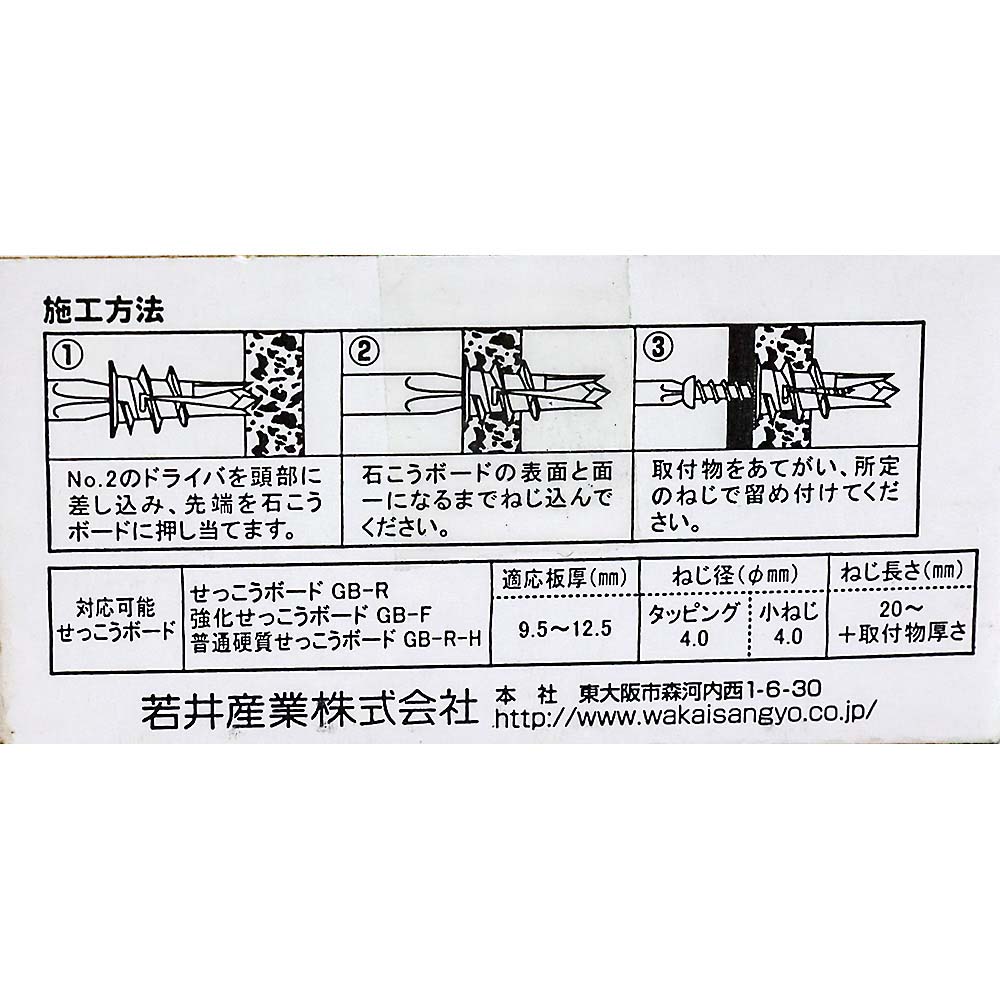 施工方法
①
No.2のドライバを頭部に
差し込み、先端を石こう
ボードに押し当てます。
②
石こうボードの表面と面
一になるまでねじ込んで
ください。
③
取付物をあてがい、所定
のねじで留め付けてくだ
さい。
対応可能
せっこうボード
せっこうボード GB-R
強化せっこうボード GB-F
普通硬質せっこうボード GB-R-H
適応板厚(mm)
9.5～12.5
ねじ径(φmm)
タッピング
4.0
小ねじ
4.0
ねじ長さ(mm)
20～
＋取付物厚さ
若井産業株式会社
本 社 東大阪市森河内西1-6-30
http://www.wakaisangyo.co.jp/